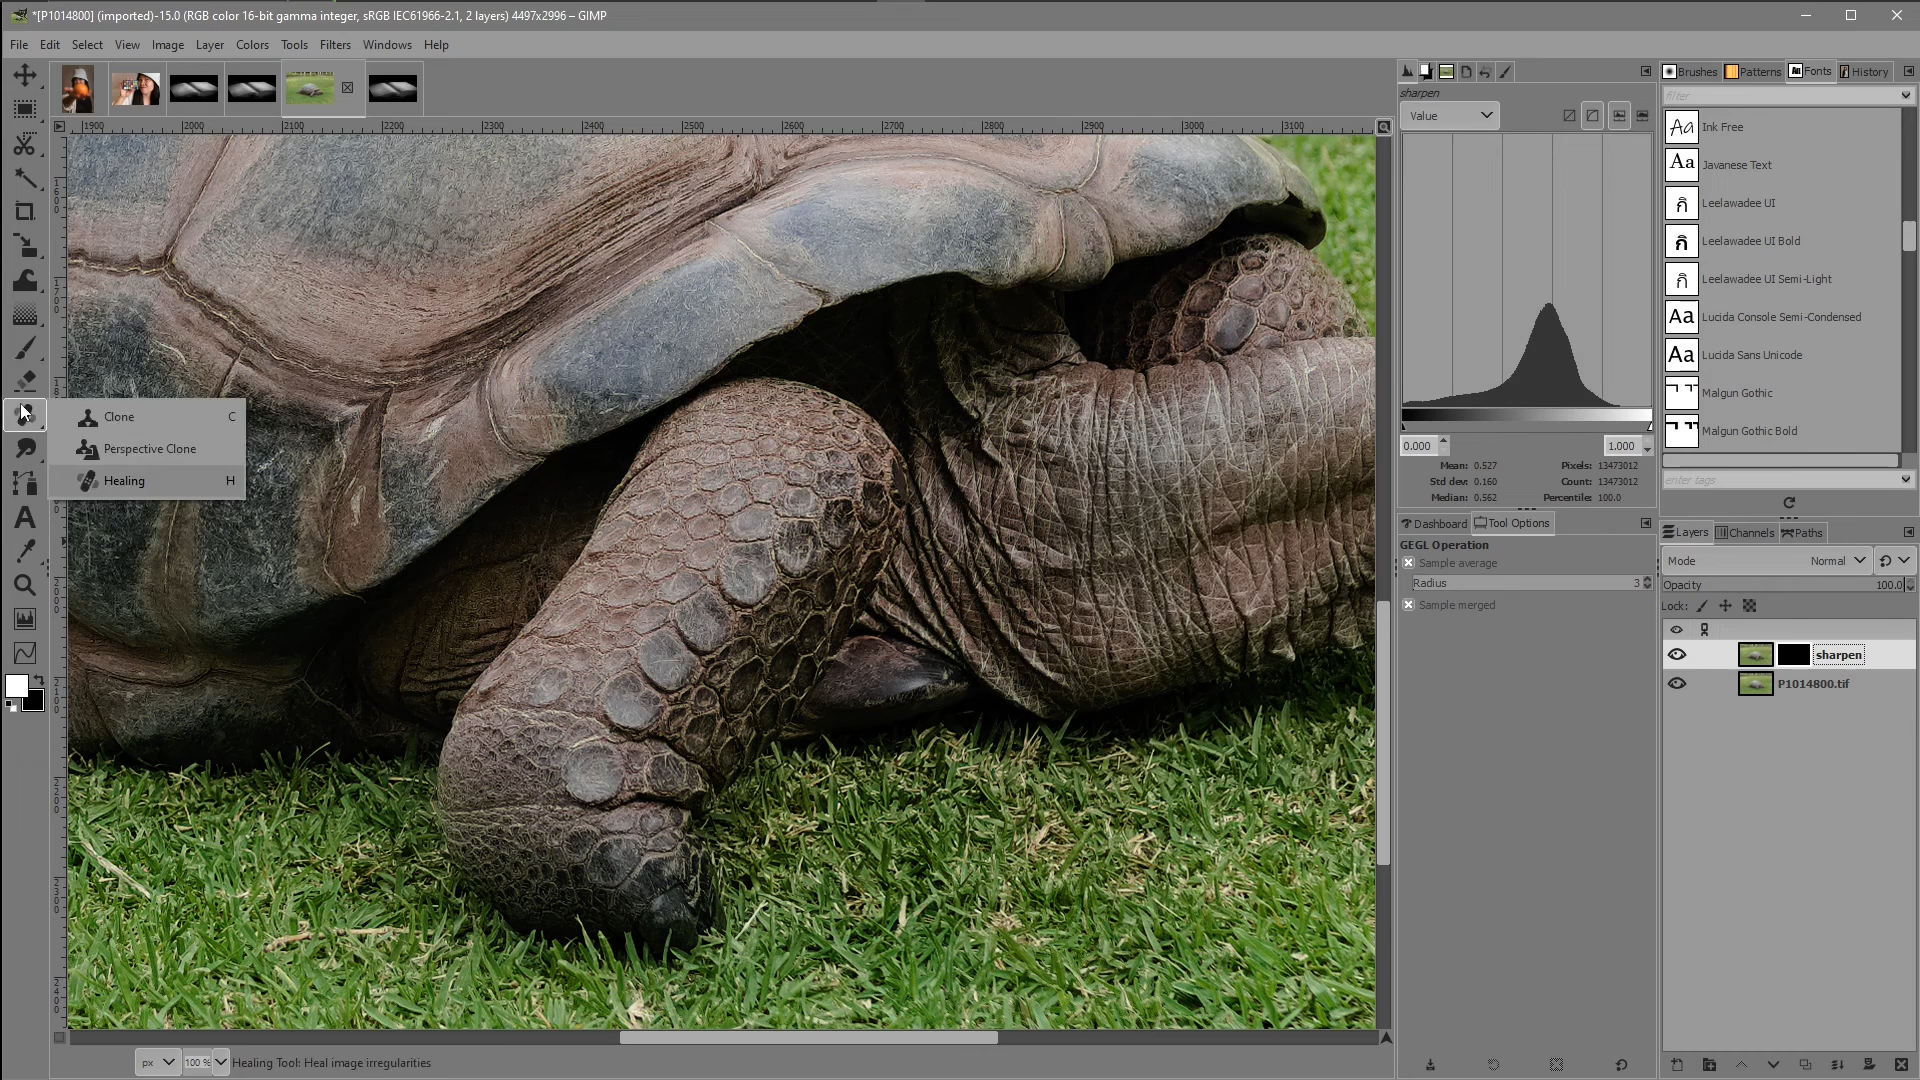 *[P1014800] (imported)-15.0 (RGB color 16-bit gamma integer, sRGB IEC61966-2.1, 2 layers) 4497x2996 – GIMP
File Edit Select View Image Layer Colors Tools Filters Windows Help
Brushes Patterns Fonts History
sharpen
filter
Value
1900 2000 2100 2200 2300 2400 2500 2600 2700 2800 2900 3000 3100
Aa Ink Free
Aa Javanese Text
ñ Leelawadee UI
Leelawadee UI Bold
Leelawadee UI Semi-Light
Aa Lucida Console Semi-Condensed
Aa Lucida Sans Unicode
Malgun Gothic
Malgun Gothic Bold
Clone C
Perspective Clone
Healing H
0.000 1.000
Mean: 0.527 Pixels: 13473012
Std dev: 0.160 Count: 13473012
Median: 0.562 Percentile: 100.0
enter tags
Dashboard Tool Options
GEGL Operation
Sample average
Radius 3
Sample merged
Layers Channels Paths
Mode Normal
Opacity 100.0
Lock:
sharpen
P1014800.tif
px 100 % Healing Tool: Heal image irregularities